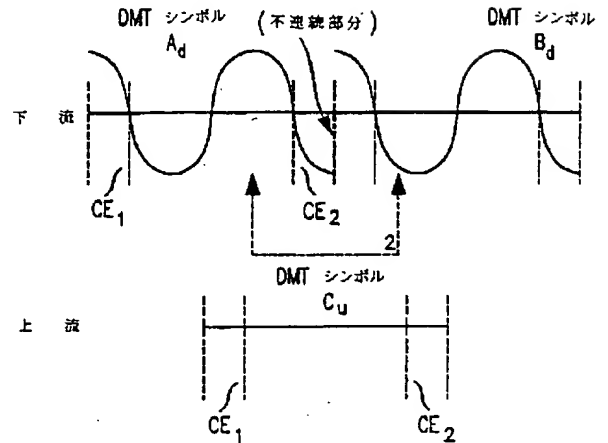 DMT シンボル
A_d
(不連続部分)
DMT シンボル
B_d
下 流
CE_1
CE_2
2
DMT シンボル
C_u
上 流
CE_1
CE_2